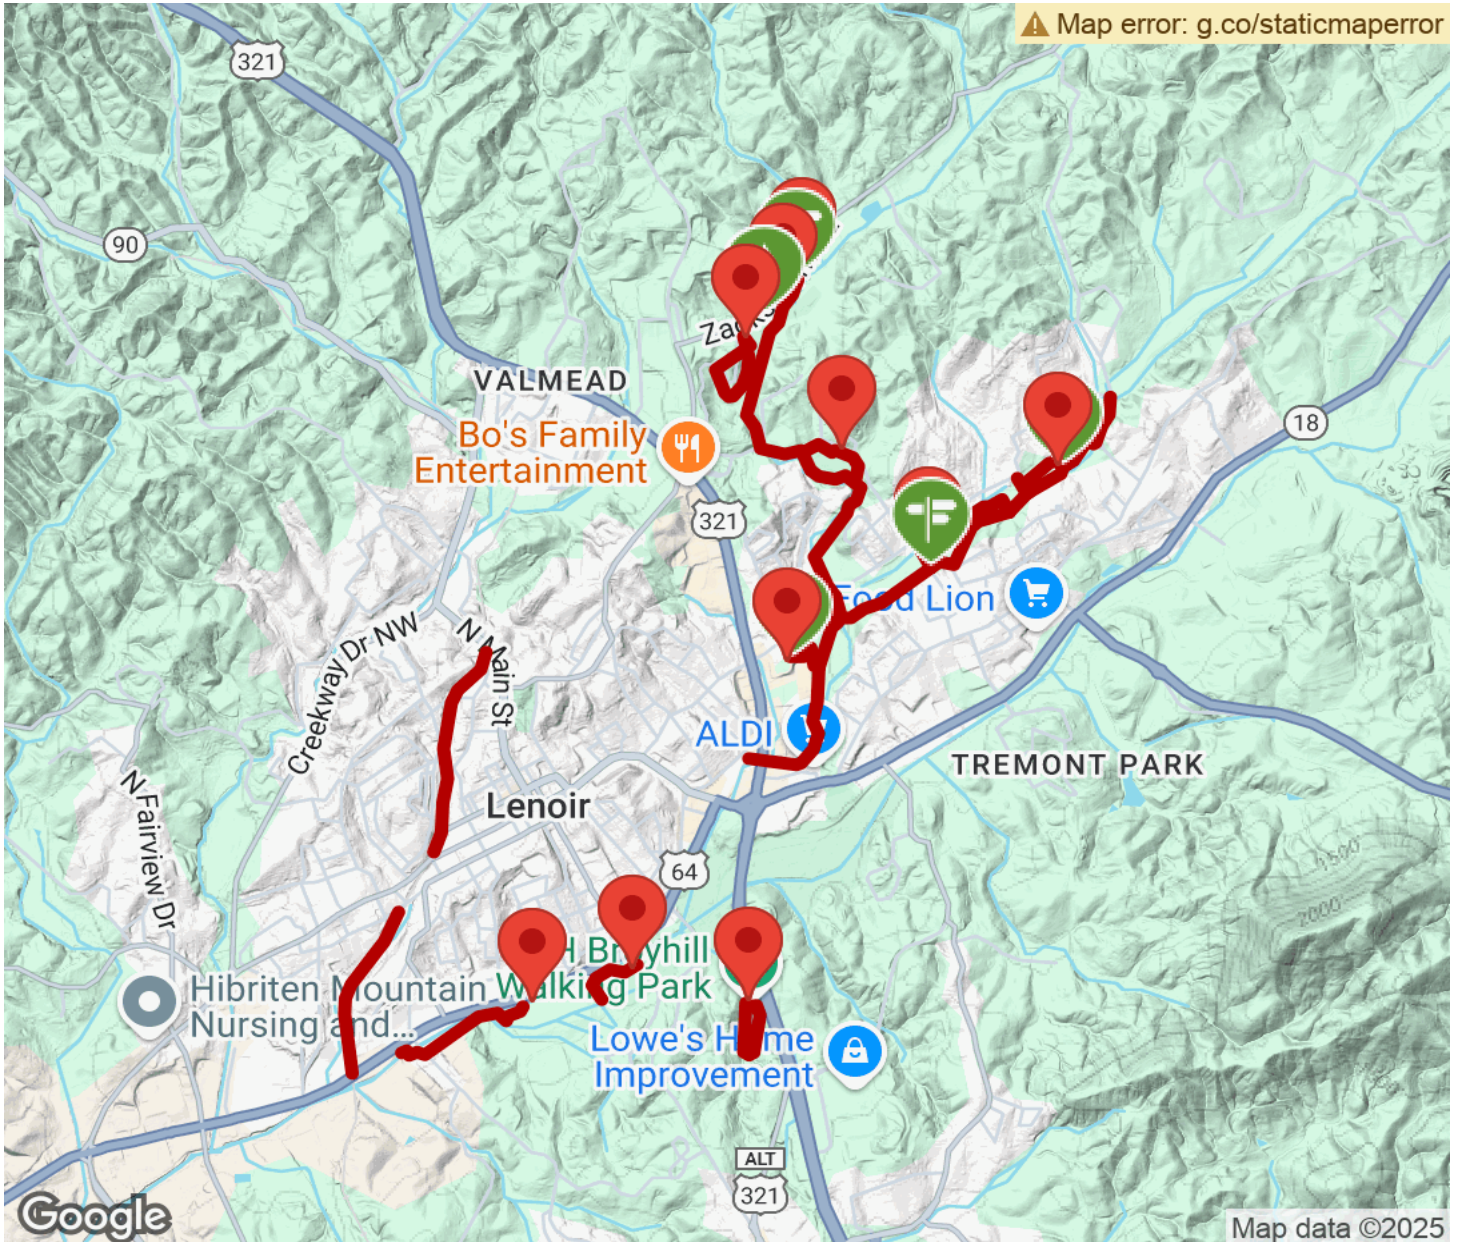 Map error: g.co/staticmaperror
321
90
VALMEAD
Bo's Family
Entertainment
321
18
Food Lion
Creekway Dr NW
N Main St
ALDI
TREMONT PARK
N Fairview Dr
Lenoir
64
Walking Park
Hibriten Mountain
Nursing and...
Lowe's Home
Improvement
ALT
321
Google
Map data ©2025